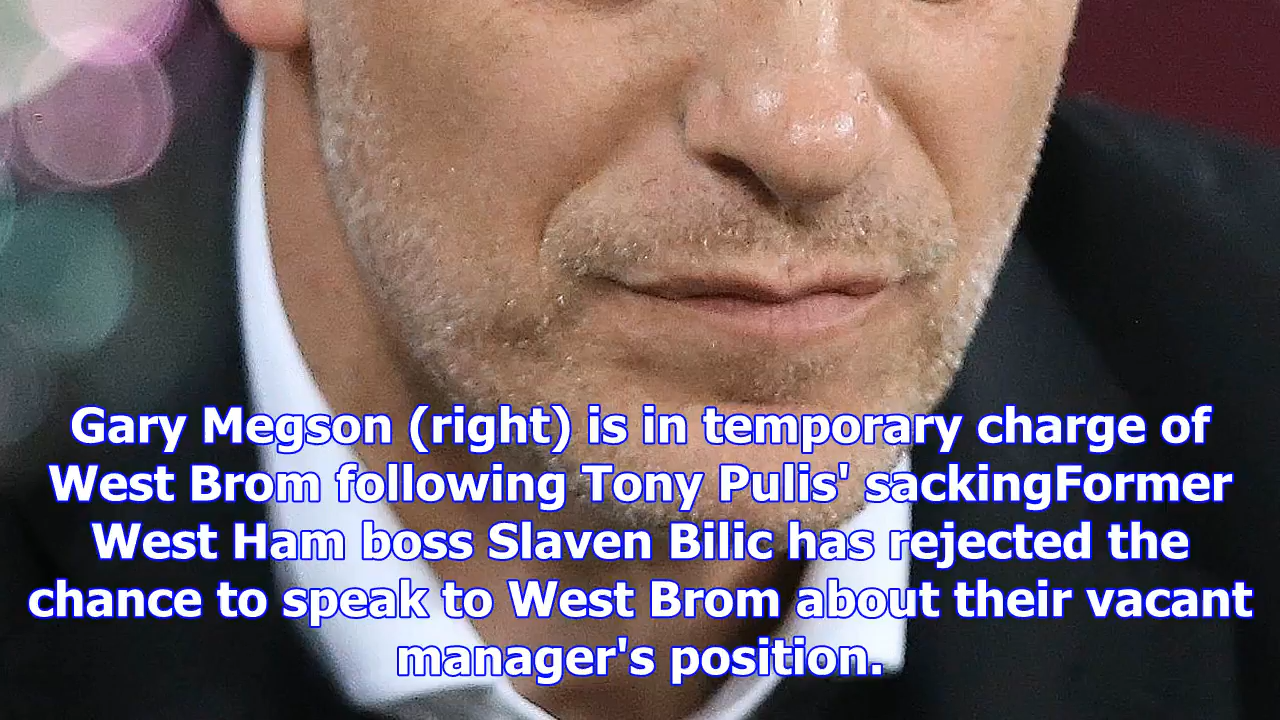 Gary Megson (right) is in temporary charge of
West Brom following Tony Pulis' sackingFormer
West Ham boss Slaven Bilic has rejected the
chance to speak to West Brom about their vacant
manager's position.